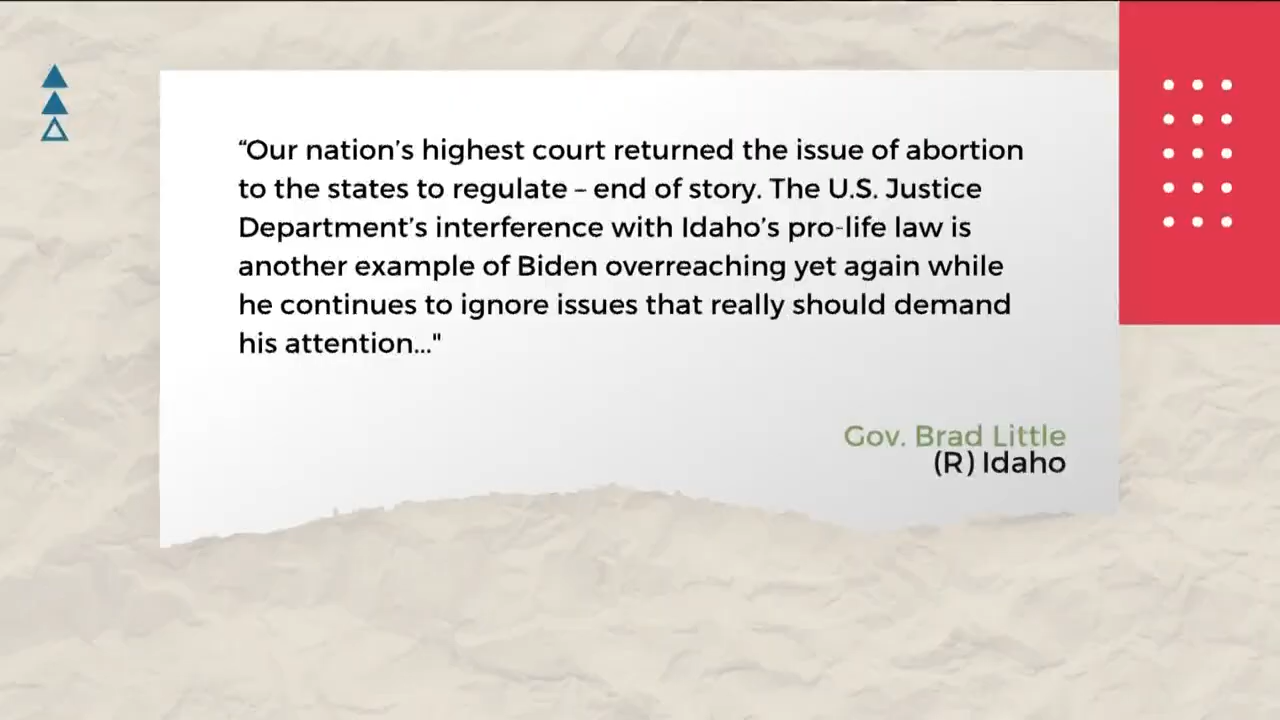 “Our nation’s highest court returned the issue of abortion
to the states to regulate – end of story. The U.S. Justice
Department’s interference with Idaho’s pro-life law is
another example of Biden overreaching yet again while
he continues to ignore issues that really should demand
his attention..."
Gov. Brad Little
(R) Idaho